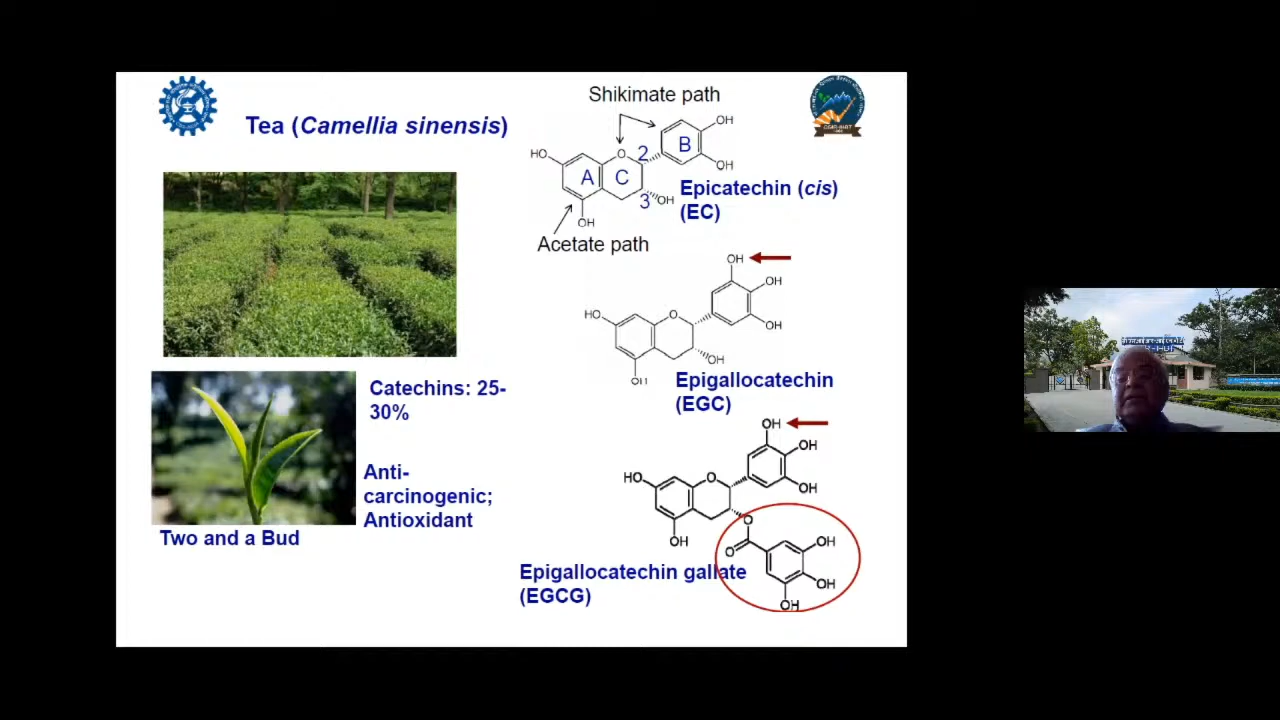 Tea (Camellia sinensis)
Catechins: 25-
30%
Anti-
carcinogenic;
Antioxidant
Two and a Bud
Shikimate path
HO
O
2
B
OH
OH
A
C
3
OH
OH
Epicatechin (cis)
(EC)
Acetate path
OH
OH
OH
HO
O
OH
OH
Epigallocatechin
(EGC)
OH
OH
OH
HO
O
OH
O
O
OH
OH
OH
Epigallocatechin gallate
(EGCG)
CSIR-IHBT